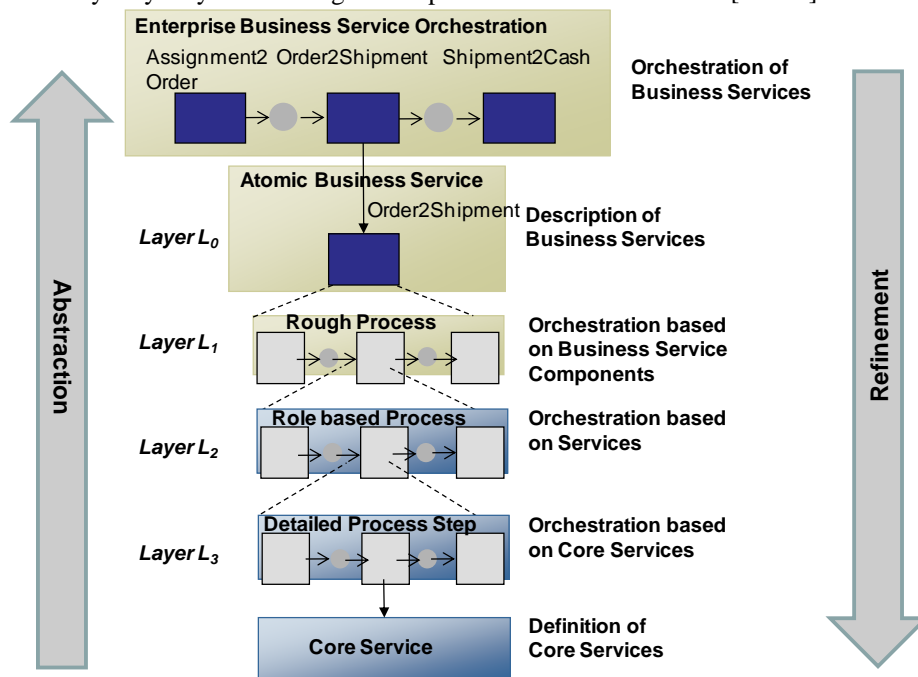 Enterprise Business Service Orchestration
Assignment2 Order2Shipment Shipment2Cash
Order
Orchestration of
Business Services
Atomic Business Service
Order2Shipment
Layer L0
Description of
Business Services
Rough Process
Layer L1
Orchestration based
on Business Service
Components
Role based Process
Layer L2
Orchestration based
on Services
Detailed Process Step
Layer L3
Orchestration based
on Core Services
Core Service
Definition of
Core Services
Abstraction
Refinement